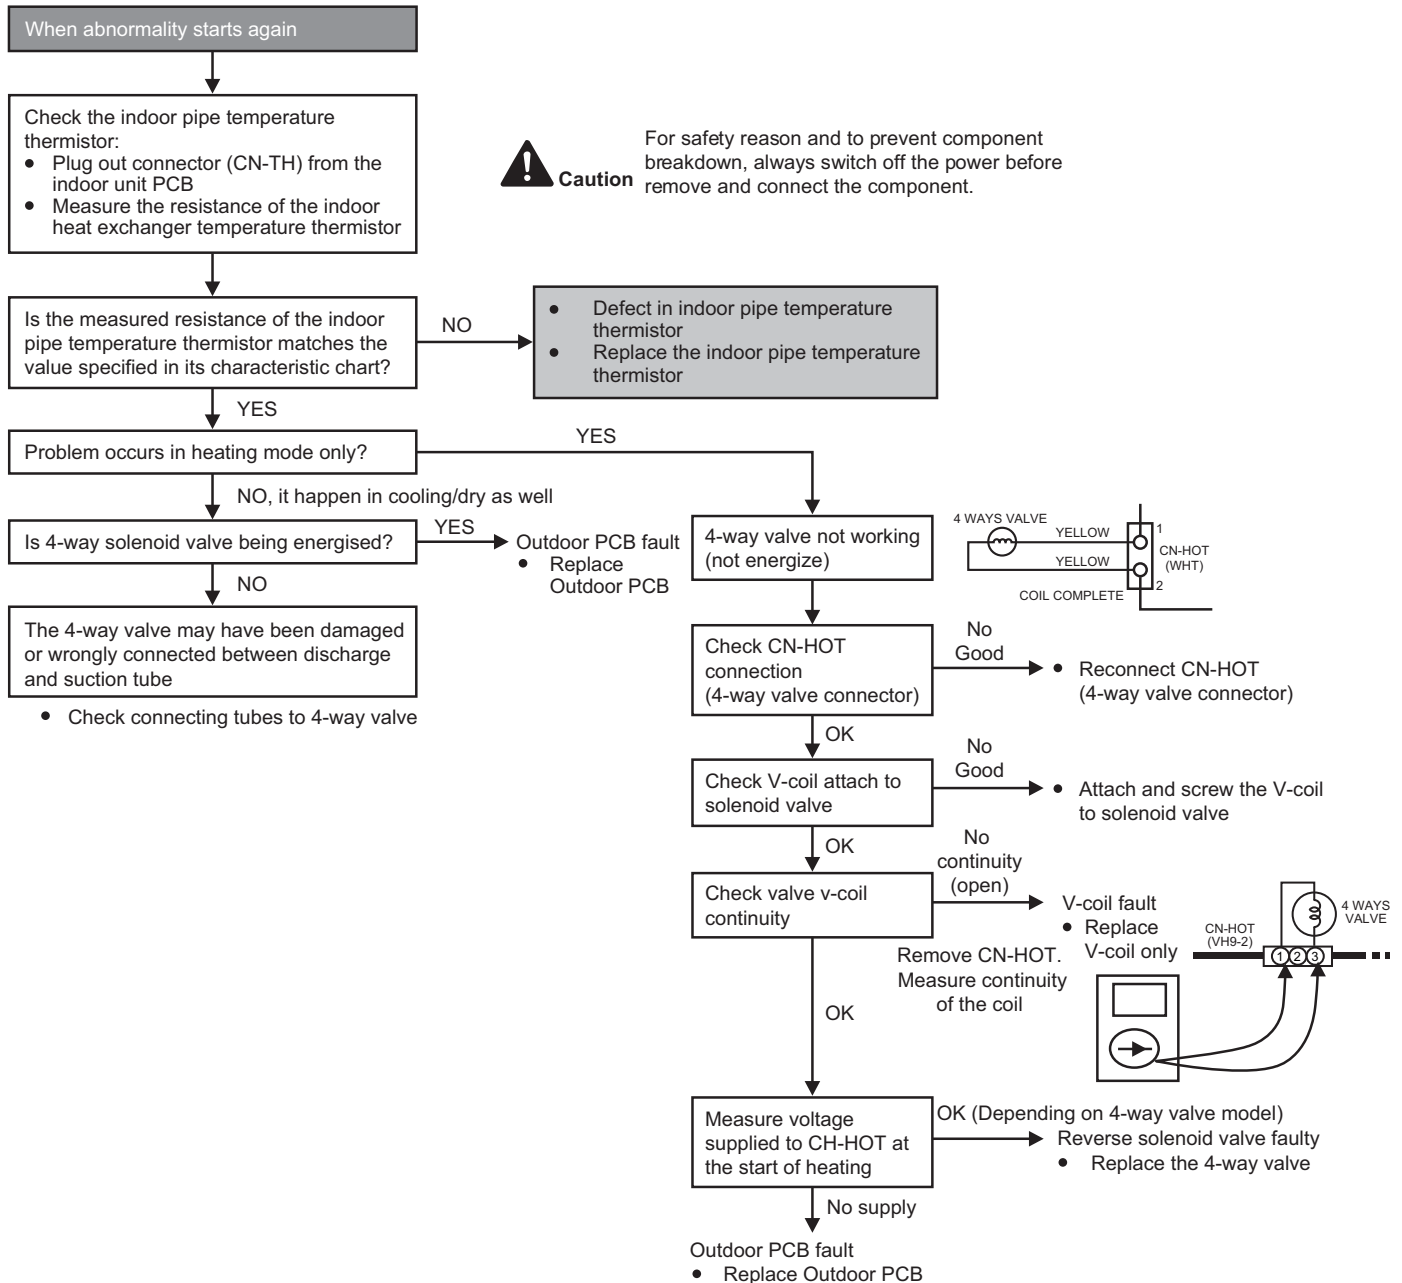 When abnormality starts again
Check the indoor pipe temperature
thermistor:
● Plug out connector (CN-TH) from the
indoor unit PCB
● Measure the resistance of the indoor
heat exchanger temperature thermistor
Caution
For safety reason and to prevent component
breakdown, always switch off the power before
remove and connect the component.
Is the measured resistance of the indoor
pipe temperature thermistor matches the
value specified in its characteristic chart?
NO
● Defect in indoor pipe temperature
thermistor
● Replace the indoor pipe temperature
thermistor
YES
Problem occurs in heating mode only?
YES
NO, it happen in cooling/dry as well
Is 4-way solenoid valve being energised?
YES
Outdoor PCB fault
● Replace
Outdoor PCB
NO
The 4-way valve may have been damaged
or wrongly connected between discharge
and suction tube
● Check connecting tubes to 4-way valve
4-way valve not working
(not energize)
4 WAYS VALVE
YELLOW
YELLOW
1
CN-HOT
(WHT)
2
COIL COMPLETE
Check CN-HOT
connection
(4-way valve connector)
No
Good
● Reconnect CN-HOT
(4-way valve connector)
OK
Check V-coil attach to
solenoid valve
No
Good
● Attach and screw the V-coil
to solenoid valve
OK
Check valve v-coil
continuity
No
continuity
(open)
V-coil fault
● Replace
V-coil only
Remove CN-HOT.
Measure continuity
of the coil
CN-HOT
(VH9-2)
4 WAYS
VALVE
1 2 3
OK
Measure voltage
supplied to CH-HOT at
the start of heating
OK (Depending on 4-way valve model)
Reverse solenoid valve faulty
● Replace the 4-way valve
No supply
Outdoor PCB fault
● Replace Outdoor PCB